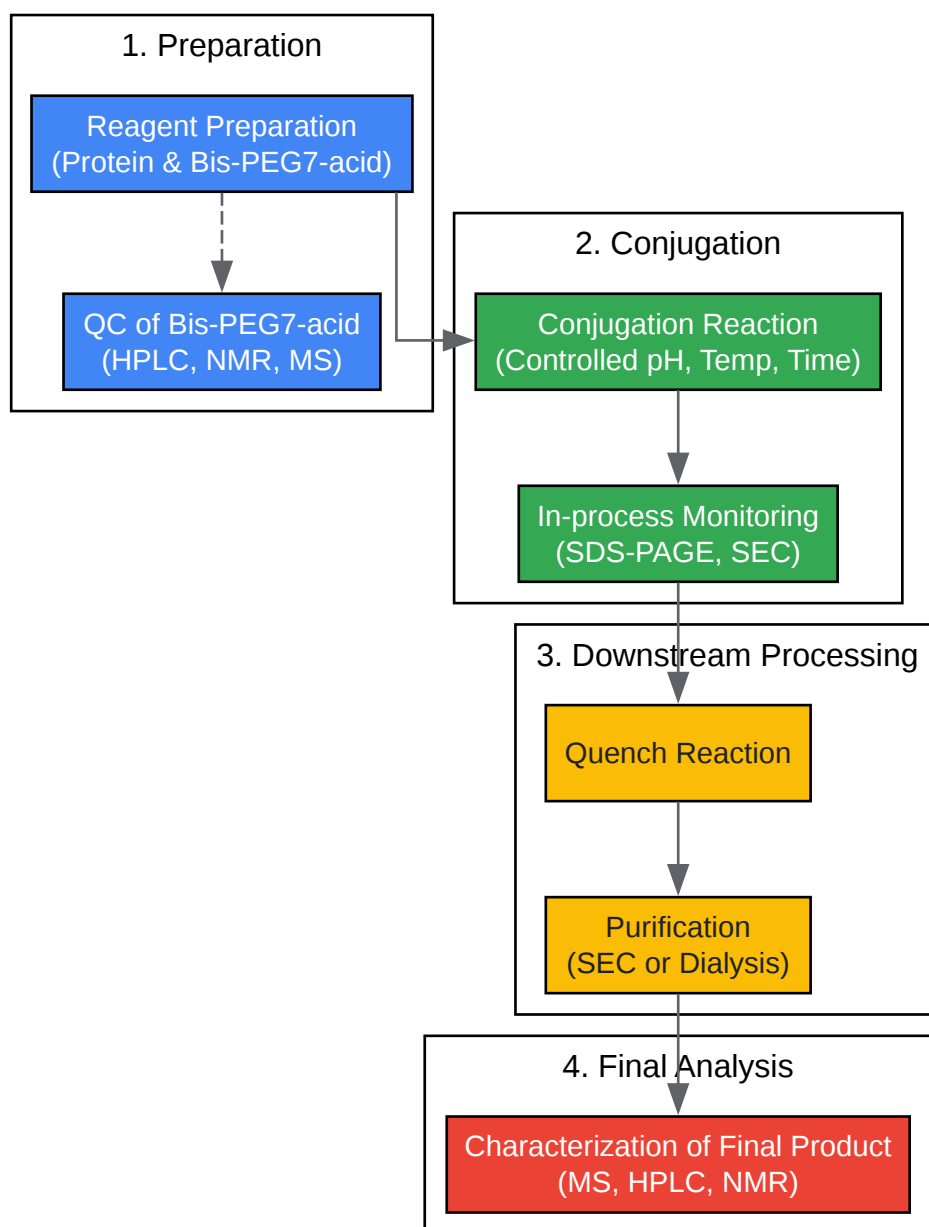 1. Preparation
Reagent Preparation
(Protein & Bis-PEG7-acid)
QC of Bis-PEG7-acid
(HPLC, NMR, MS)
2. Conjugation
Conjugation Reaction
(Controlled pH, Temp, Time)
In-process Monitoring
(SDS-PAGE, SEC)
3. Downstream Processing
Quench Reaction
Purification
(SEC or Dialysis)
4. Final Analysis
Characterization of Final Product
(MS, HPLC, NMR)